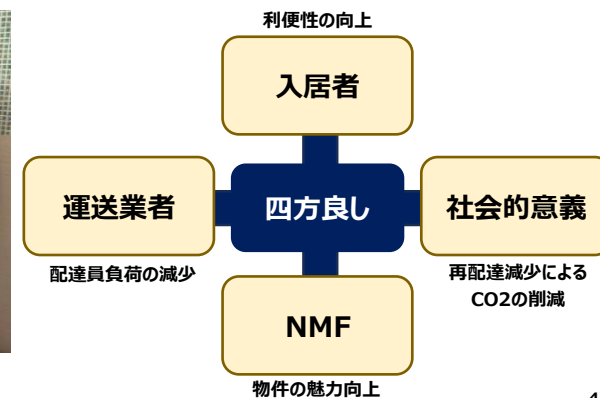 利便性の向上
入居者
運送業者
四方良し
社会的意義
配達員負荷の減少
再配達減少による
CO2の削減
NMF
物件の魅力向上